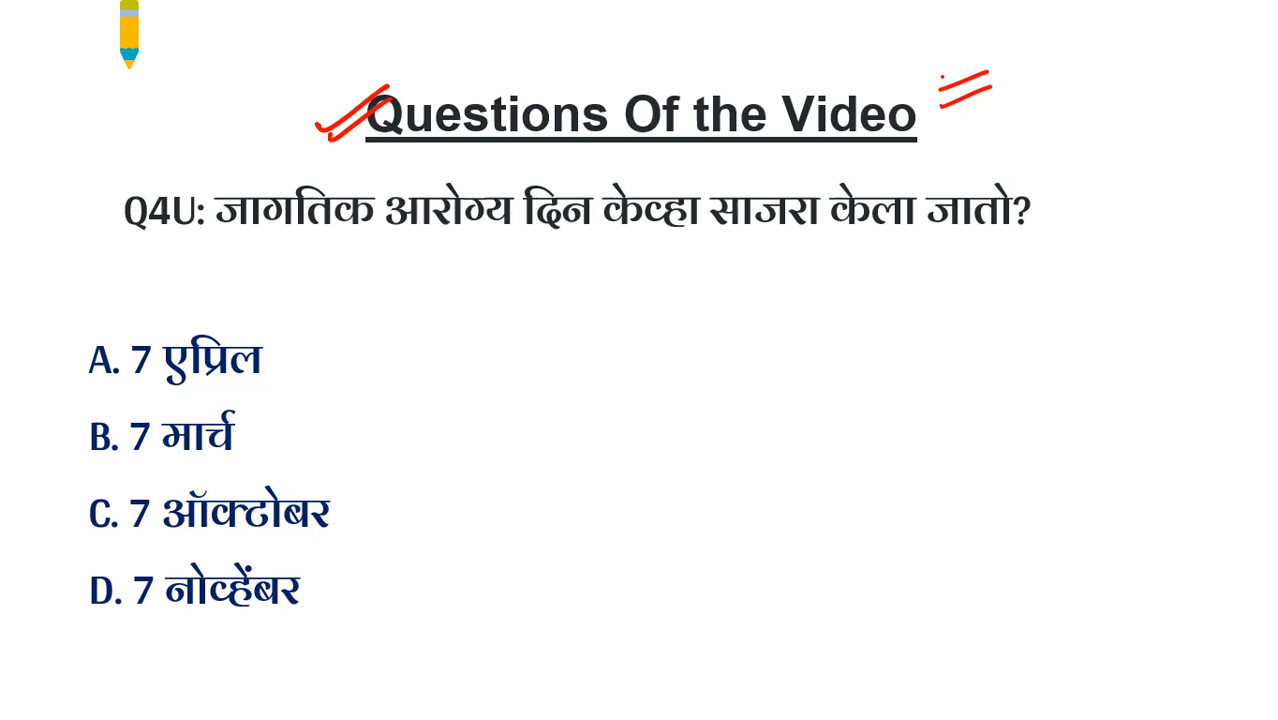 Questions Of the Video
Q4U: जागतिक आरोग्य दिन केव्हा साजरा केला जातो?
A. 7 एप्रिल
B. 7 मार्च
C. 7 ऑक्टोबर
D. 7 नोव्हेंबर